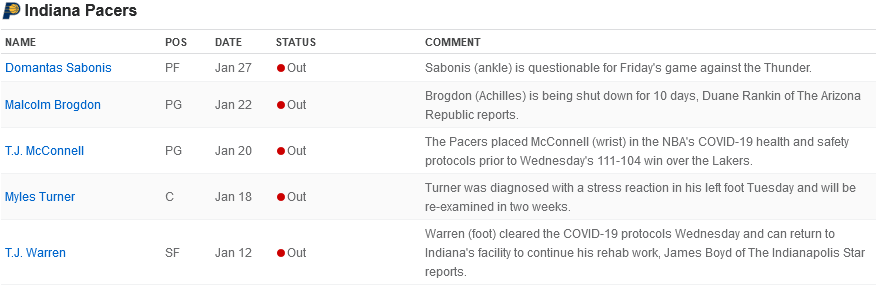 Indiana Pacers
NAME POS DATE STATUS COMMENT
Domantas Sabonis PF Jan 27 Out Sabonis (ankle) is questionable for Friday's game against the Thunder.
Malcolm Brogdon PG Jan 22 Out Brogdon (Achilles) is being shut down for 10 days, Duane Rankin of The Arizona
Republic reports.
T.J. McConnell PG Jan 20 Out The Pacers placed McConnell (wrist) in the NBA's COVID-19 health and safety
protocols prior to Wednesday's 111-104 win over the Lakers.
Myles Turner C Jan 18 Out Turner was diagnosed with a stress reaction in his left foot Tuesday and will be
re-examined in two weeks.
T.J. Warren SF Jan 12 Out Warren (foot) cleared the COVID-19 protocols Wednesday and can return to
Indiana's facility to continue his rehab work, James Boyd of The Indianapolis Star
reports.